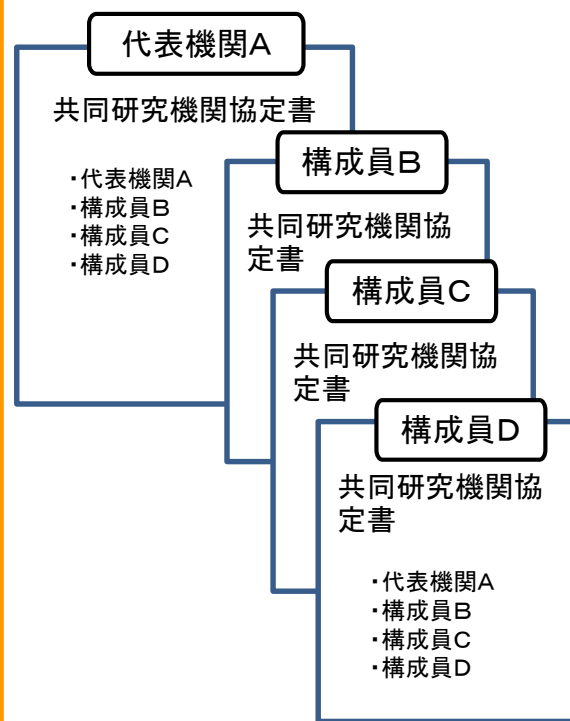 代表機関A
共同研究機関協定書
・代表機関A
・構成員B
・構成員C
・構成員D
構成員B
共同研究機関協
定書
構成員C
共同研究機関協
定書
構成員D
共同研究機関協
定書
・代表機関A
・構成員B
・構成員C
・構成員D